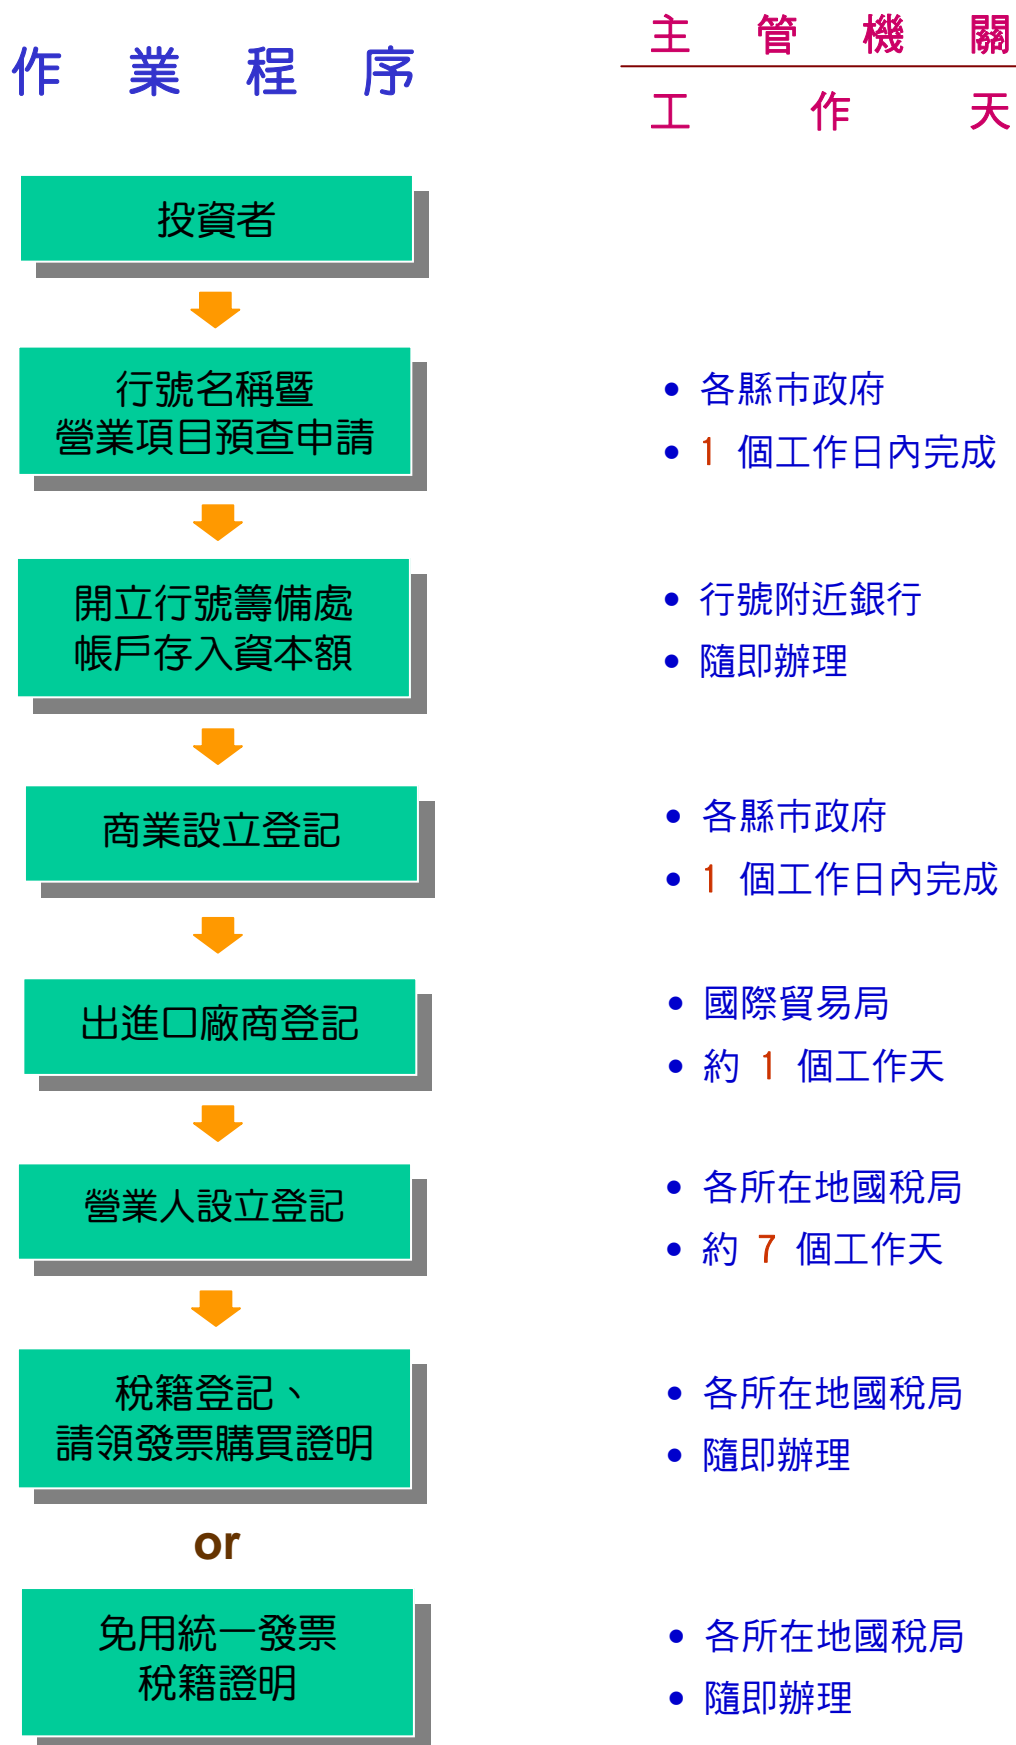 作業程序
主管機關
工作天
投資者
行號名稱暨
營業項目預查申請
• 各縣市政府
• 1 個工作日內完成
開立行號籌備處
帳戶存入資本額
• 行號附近銀行
• 隨即辦理
商業設立登記
• 各縣市政府
• 1 個工作日內完成
出進口廠商登記
• 國際貿易局
• 約 1 個工作天
營業人設立登記
• 各所在地國稅局
• 約 7 個工作天
稅籍登記、
請領發票購買證明
• 各所在地國稅局
• 隨即辦理
or
免用統一發票
稅籍證明
• 各所在地國稅局
• 隨即辦理